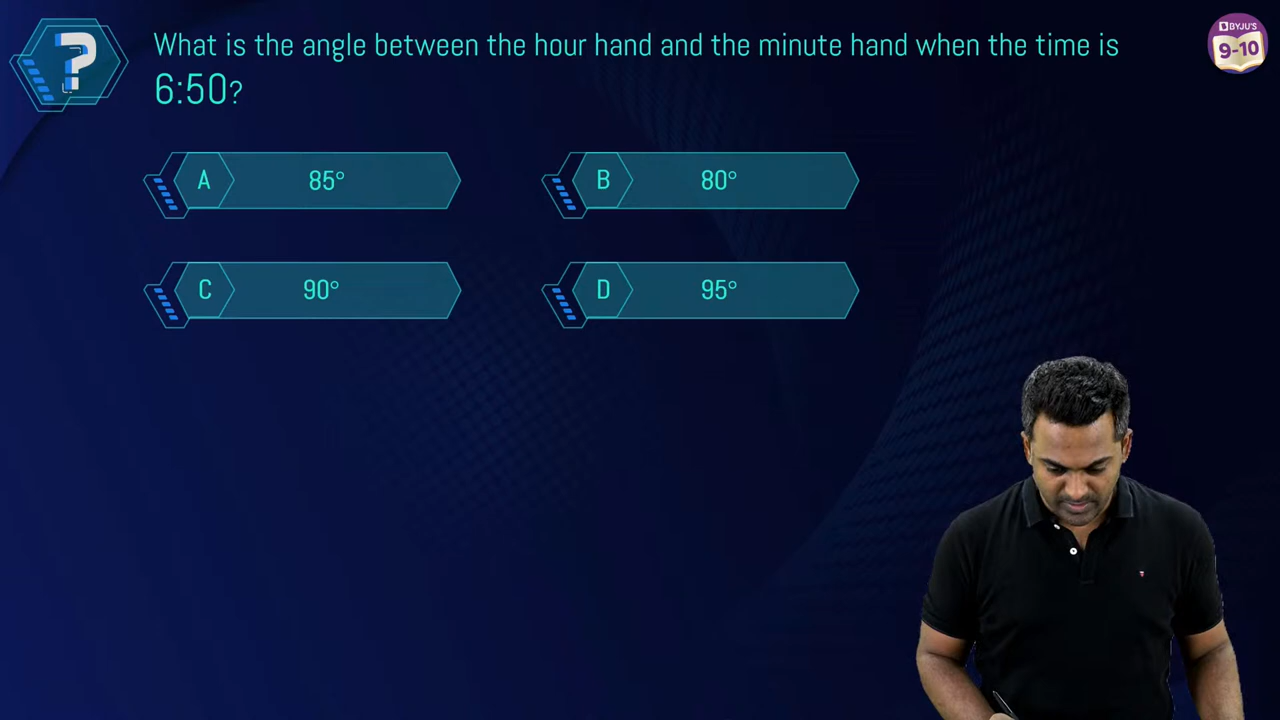 What is the angle between the hour hand and the minute hand when the time is
6:50?
BYJU'S
9-10
A 85°
B 80°
C 90°
D 95°